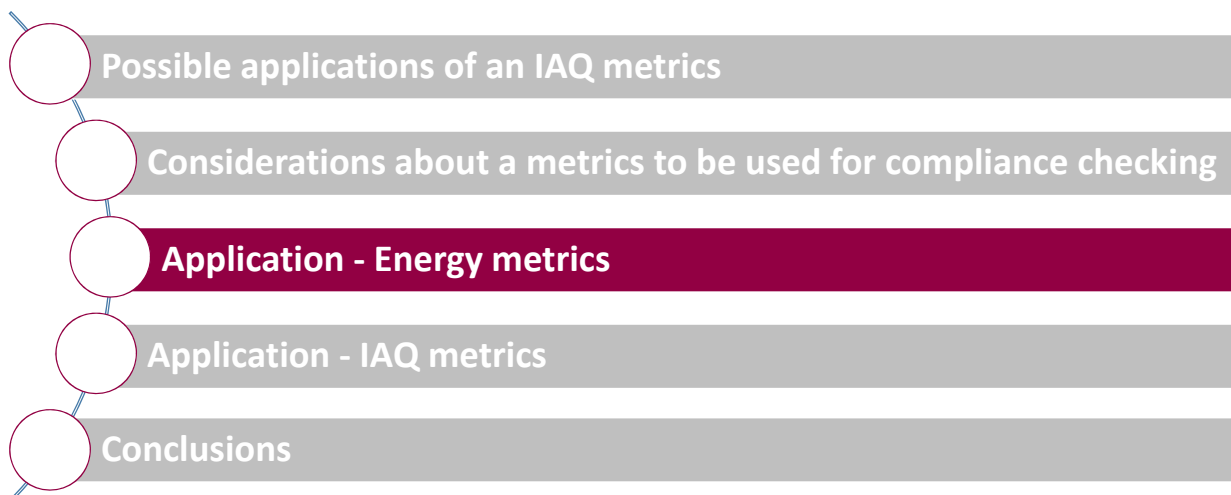 Possible applications of an IAQ metrics
Considerations about a metrics to be used for compliance checking
Application - Energy metrics
Application - IAQ metrics
Conclusions